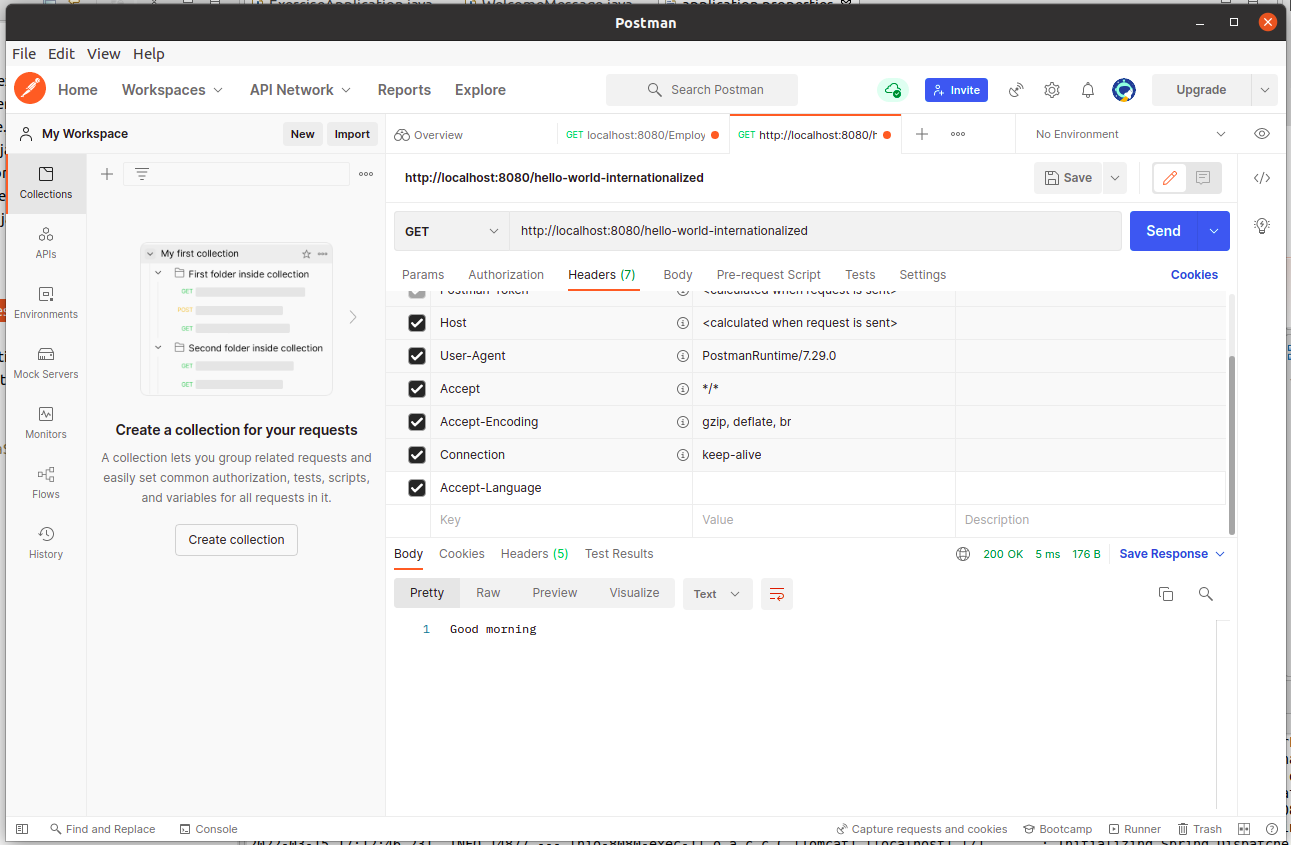 ExerciseApplication.java WelcomeMessage.java application.properties
Postman
File Edit View Help
Home Workspaces API Network Reports Explore Search Postman Invite Upgrade
My Workspace New Import Overview GET localhost:8080/Employ GET http://localhost:8080/h No Environment
Collections
APIs
Environments
Mock Servers
Monitors
Flows
History
My first collection
First folder inside collection
GET
POST
GET
Second folder inside collection
GET
GET
Create a collection for your requests
A collection lets you group related requests and
easily set common authorization, tests, scripts,
and variables for all requests in it.
Create collection
http://localhost:8080/hello-world-internationalized Save </>
GET http://localhost:8080/hello-world-internationalized Send
Params Authorization Headers (7) Body Pre-request Script Tests Settings Cookies
Postman-Token <calculated when request is sent>
Host <calculated when request is sent>
User-Agent PostmanRuntime/7.29.0
Accept */*
Accept-Encoding gzip, deflate, br
Connection keep-alive
Accept-Language
Key Value Description
Body Cookies Headers (5) Test Results 200 OK 5 ms 176 B Save Response
Pretty Raw Preview Visualize Text
1 Good morning
Find and Replace Console Capture requests and cookies Bootcamp Runner Trash